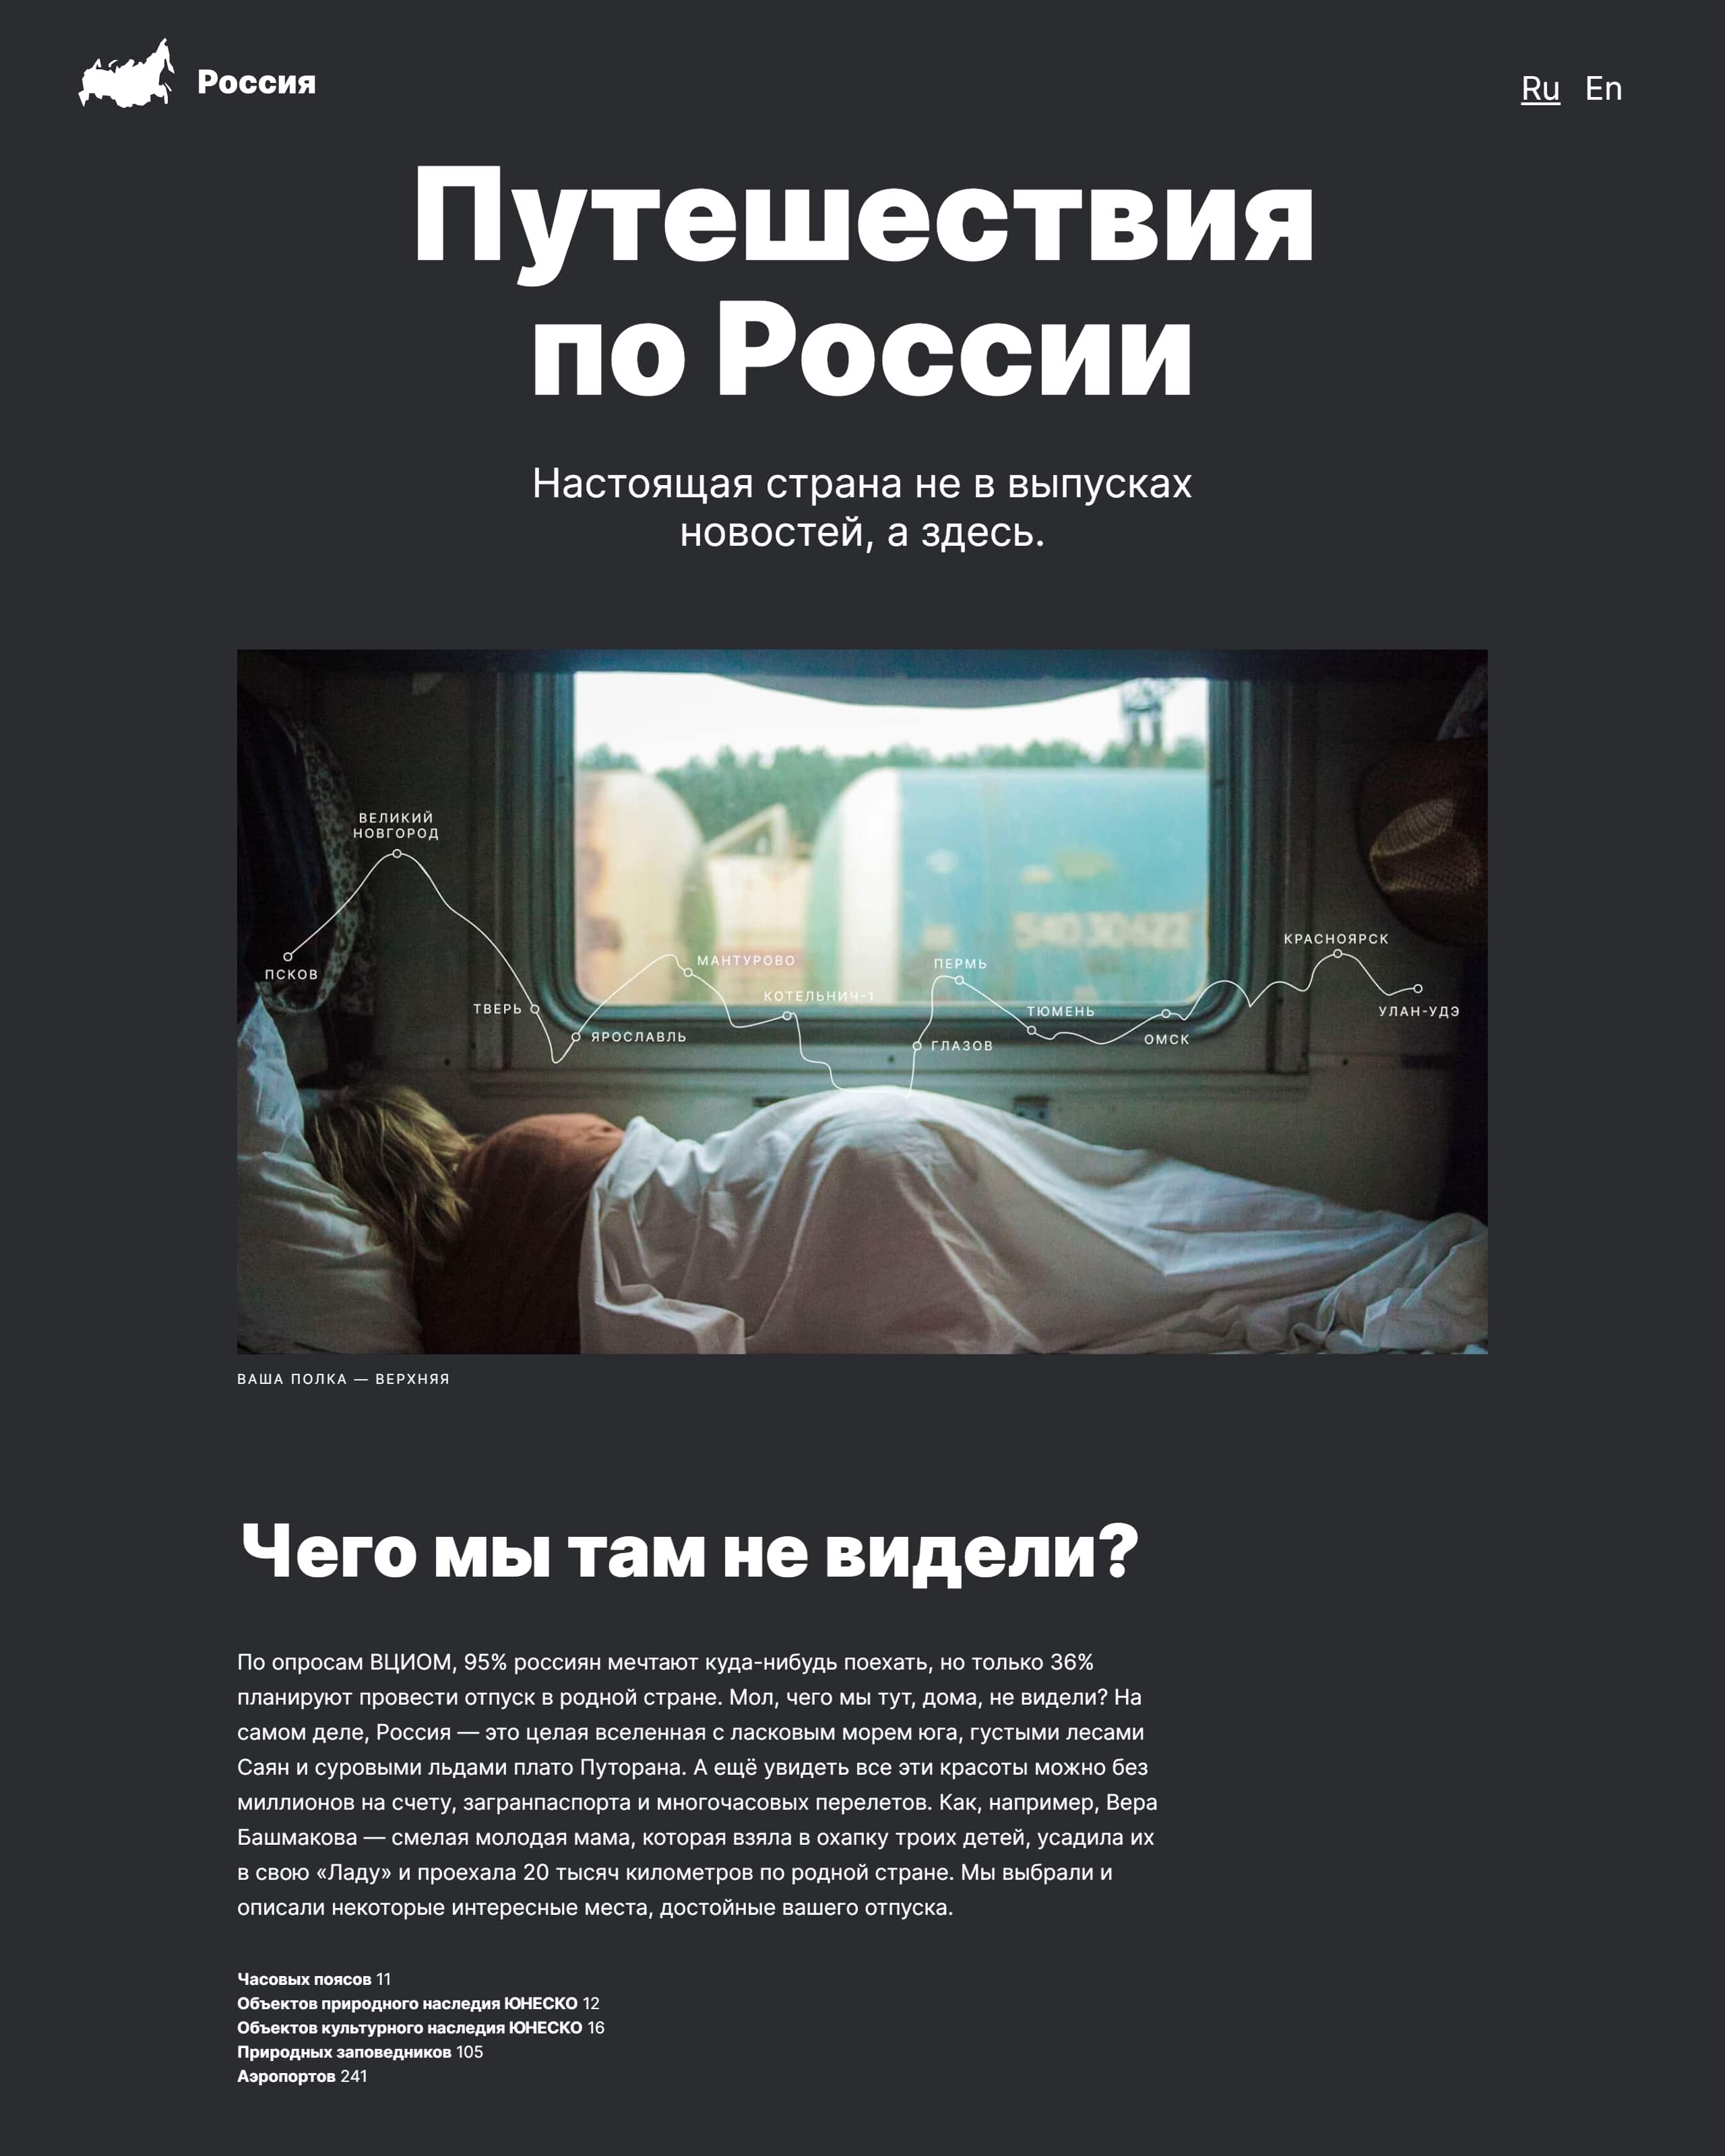 Россия
Ru En
Путешествия
по России
Настоящая страна не в выпусках
новостей, а здесь.
ВЕЛИКИЙ
НОВГОРОД
ПСКОВ
ТВЕРЬ
ЯРОСЛАВЛЬ
МАНТУРОВО
КОТЕЛЬНИЧ-1
ГЛАЗОВ
ПЕРМЬ
ТЮМЕНЬ
ОМСК
КРАСНОЯРСК
УЛАН-УДЭ
54030622
ВАША ПОЛКА — ВЕРХНЯЯ
Чего мы там не видели?
По опросам ВЦИОМ, 95% россиян мечтают куда-нибудь поехать, но только 36%
планируют провести отпуск в родной стране. Мол, чего мы тут, дома, не видели? На
самом деле, Россия — это целая вселенная с ласковым морем юга, густыми лесами
Саян и суровыми льдами плато Путорана. А ещё увидеть все эти красоты можно без
миллионов на счету, загранпаспорта и многочасовых перелетов. Как, например, Вера
Башмакова — смелая молодая мама, которая взяла в охапку троих детей, усадила их
в свою «Ладу» и проехала 20 тысяч километров по родной стране. Мы выбрали и
описали некоторые интересные места, достойные вашего отпуска.
Часовых поясов 11
Объектов природного наследия ЮНЕСКО 12
Объектов культурного наследия ЮНЕСКО 16
Природных заповедников 105
Аэропортов 241